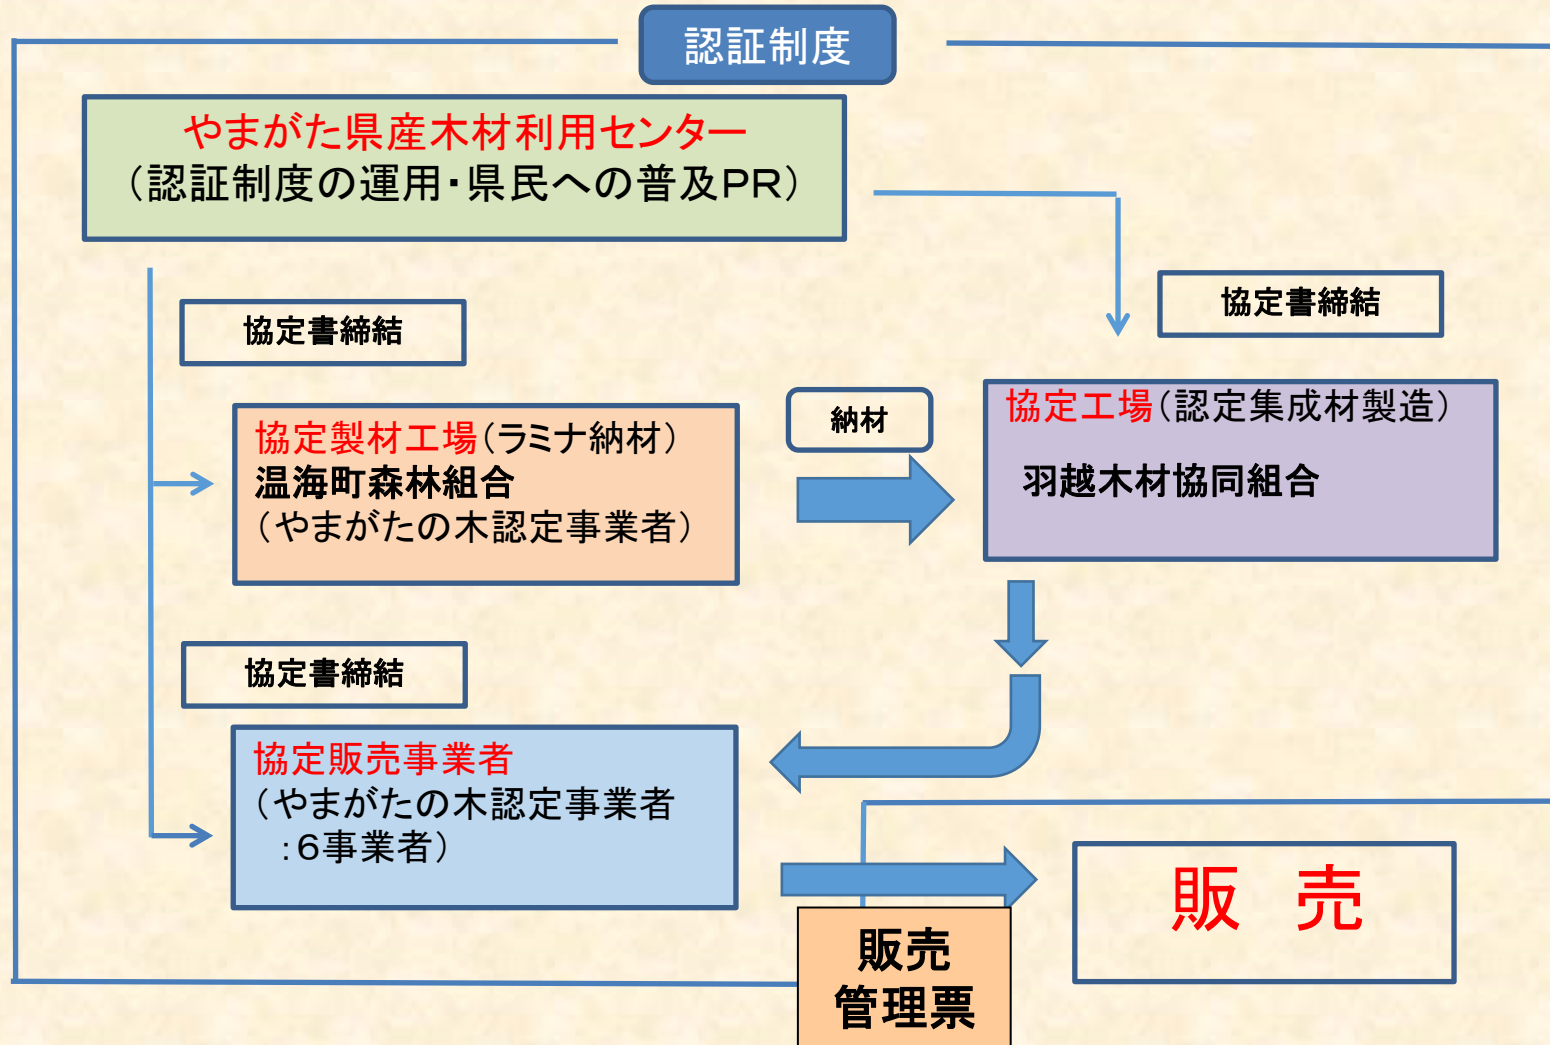 認証制度
やまがた県産木材利用センター
（認証制度の運用・県民への普及PR）
協定書締結
協定書締結
協定製材工場（ラミナ納材）
温海町森林組合
（やまがたの木認定事業者）
納材
協定工場（認定集成材製造）
羽越木材協同組合
協定書締結
協定販売事業者
（やまがたの木認定事業者
：６事業者）
販売
管理票
販　売